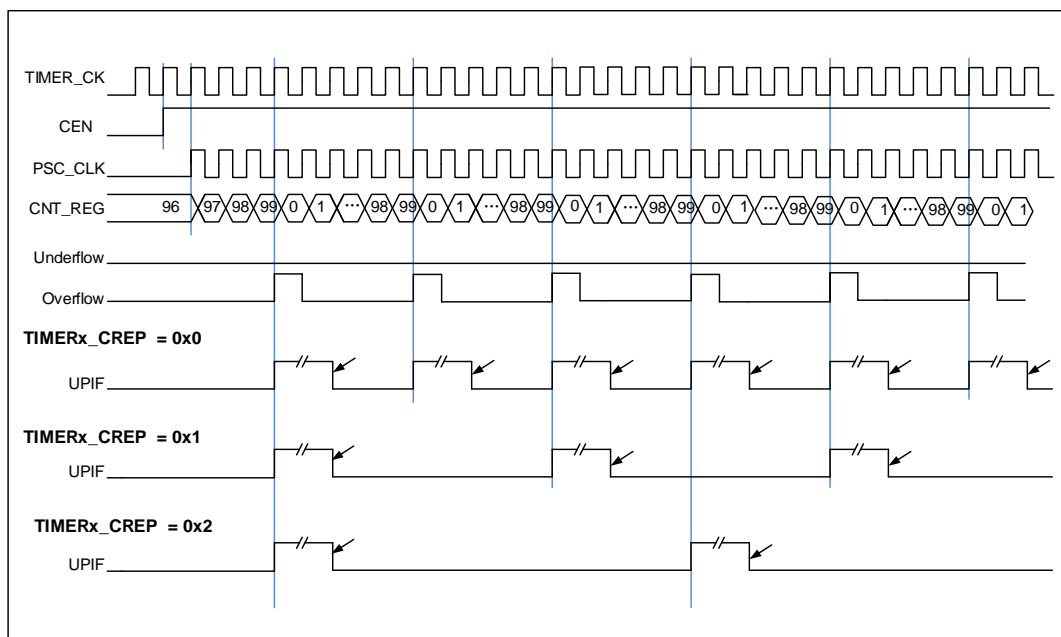 TIMER_CK
CEN
PSC_CLK
CNT_REG 96 97 98 99 0 1 ... 98 99 0 1 ... 98 99 0 1 ... 98 99 0 1 ... 98 99 0 1 ... 98 99 0 1
Underflow
Overflow
TIMERx_CREP = 0x0
UPIF
TIMERx_CREP = 0x1
UPIF
TIMERx_CREP = 0x2
UPIF